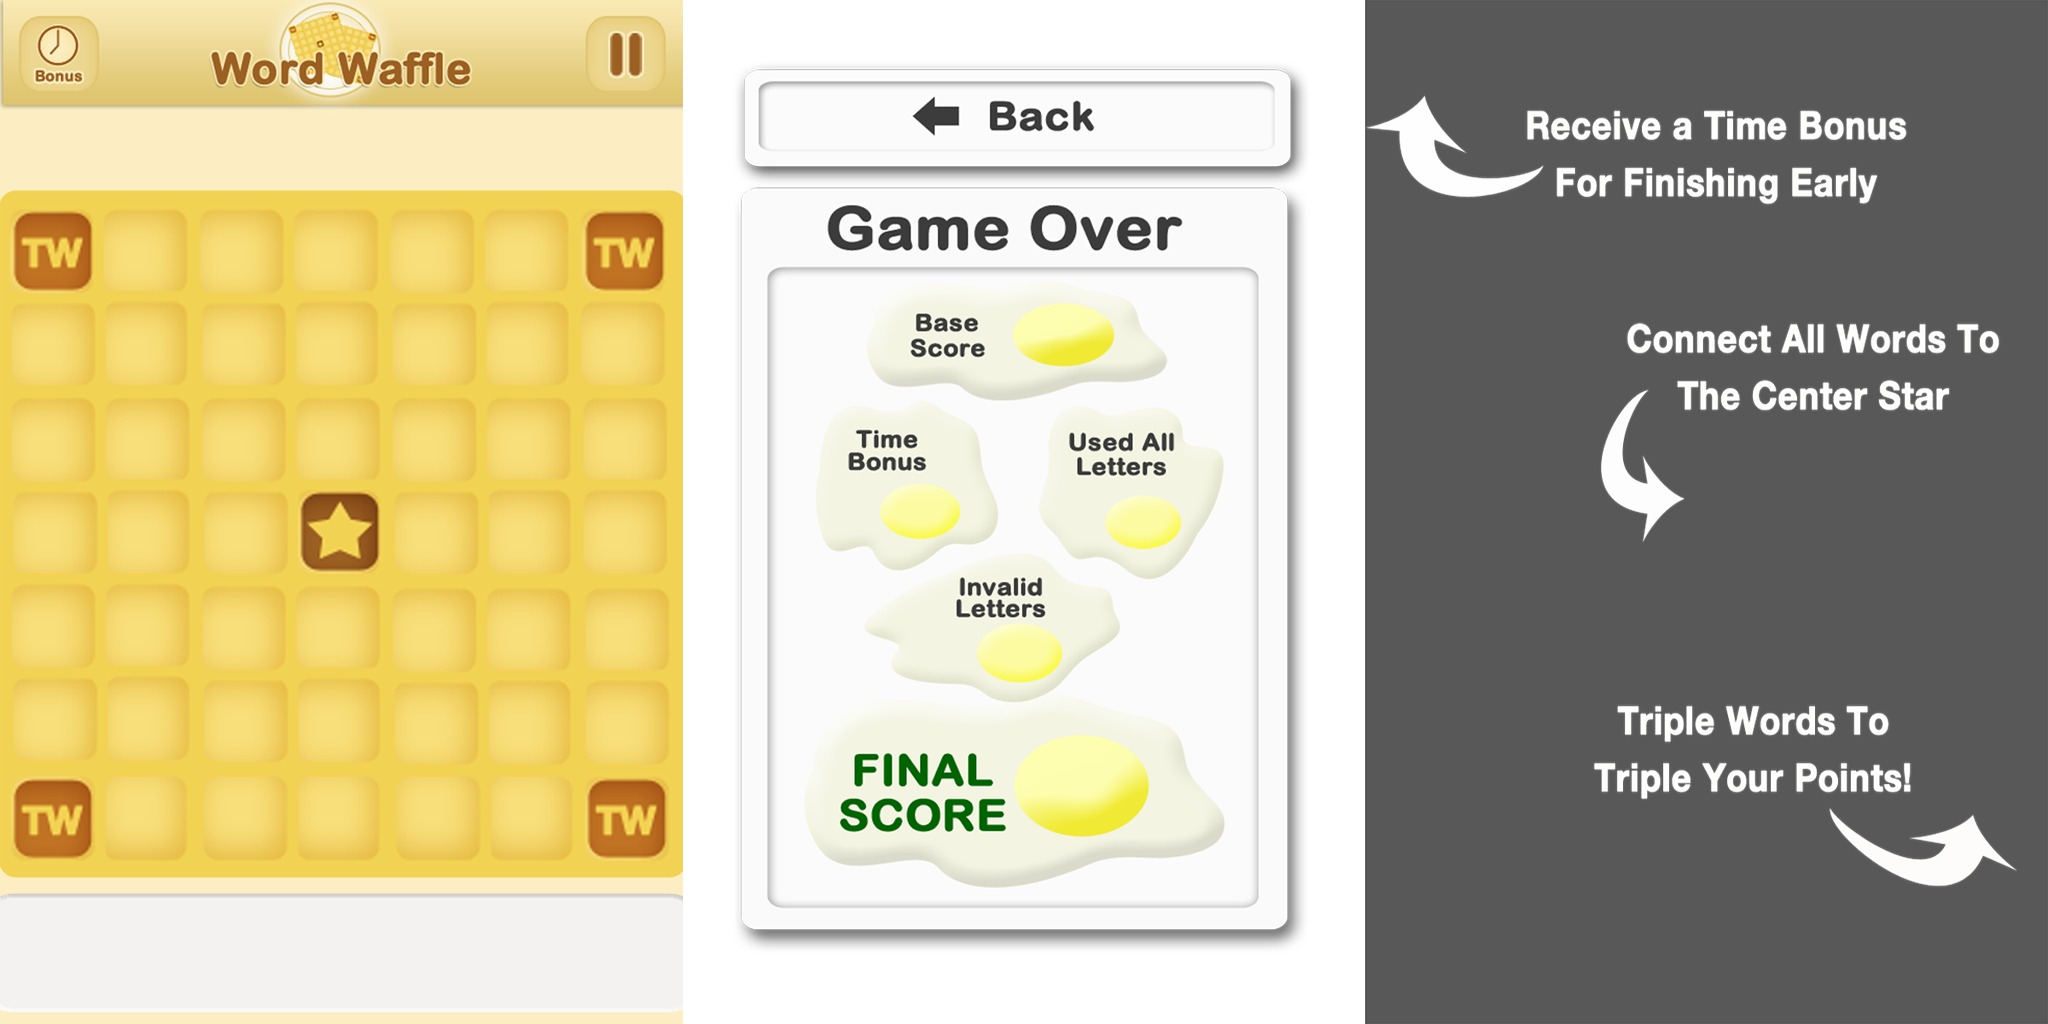 Bonus
Word Waffle
TW
TW
TW
TW
Back
Game Over
Base
Score
Time
Bonus
Used All
Letters
Invalid
Letters
FINAL
SCORE
Receive a Time Bonus
For Finishing Early
Connect All Words To
The Center Star
Triple Words To
Triple Your Points!